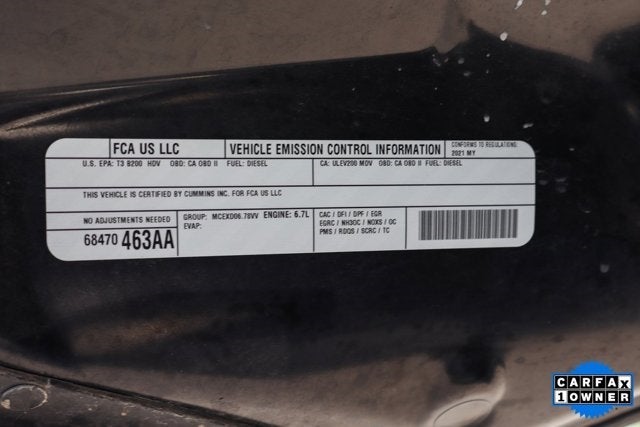 FCA US LLC
VEHICLE EMISSION CONTROL INFORMATION
CONFORMS TO REGULATIONS:
2021 MY
U.S. EPA: T3 B200 HDV OBD: CA OBD II FUEL: DIESEL
CA: ULEV200 MDV OBD: CA OBD II FUEL: DIESEL
THIS VEHICLE IS CERTIFIED BY CUMMINS INC. FOR FCA US LLC
NO ADJUSTMENTS NEEDED
68470 463AA
GROUP: MCEXD06.78VV ENGINE: 6.7L
EVAP:
CAC / DFI / DPF / EGR
EGRC / NH3OC / NOXS / OC
PMS / RDQS / SCRC / TC
CARFAX
1 OWNER